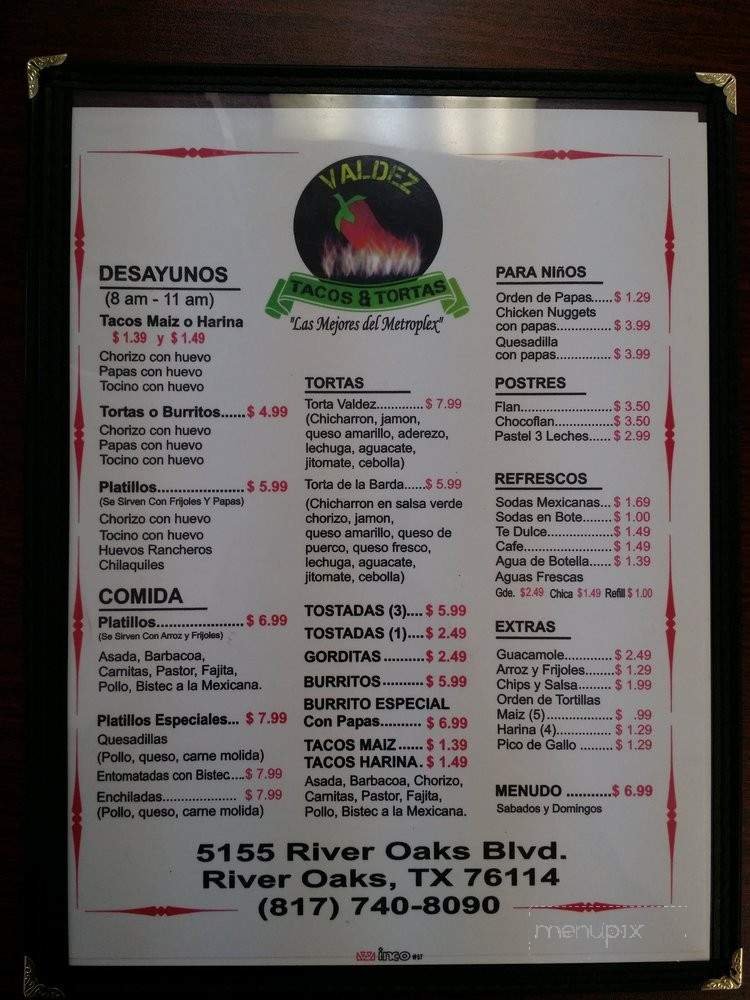 VALDEZ
TACOS & TORTAS
"Las Mejores del Metroplex"
DESAYUNOS
(8 am - 11 am)
Tacos Maiz o Harina
$ 1.39 y $ 1.49
Chorizo con huevo
Papas con huevo
Tocino con huevo
Tortas o Burritos......$ 4.99
Chorizo con huevo
Papas con huevo
Tocino con huevo
Platillos.....................$ 5.99
(Se Sirven Con Frijoles Y Papas)
Chorizo con huevo
Tocino con huevo
Huevos Rancheros
Chilaquiles
COMIDA
Platillos.....................$ 6.99
(Se Sirven Con Arroz y Frijoles)
Asada, Barbacoa,
Carnitas, Pastor, Fajita,
Pollo, Bistec a la Mexicana.
Platillos Especiales... $ 7.99
Quesadillas
(Pollo, queso, carne molida)
Entomatadas con Bistec....$ 7.99
Enchiladas.................... $ 7.99
(Pollo, queso, carne molida)
TORTAS
Torta Valdez.............$ 7.99
(Chicharron, jamon,
queso amarillo, aderezo,
lechuga, aguacate,
jitomate, cebolla)
Torta de la Barda......$ 5.99
(Chicharron en salsa verde
chorizo, jamon,
queso amarillo, queso de
puerco, queso fresco,
lechuga, aguacate,
jitomate, cebolla)
TOSTADAS (3).... $ 5.99
TOSTADAS (1).... $ 2.49
GORDITAS ..........$ 2.49
BURRITOS ..........$ 5.99
BURRITO ESPECIAL
Con Papas.......... $ 6.99
TACOS MAIZ...... $ 1.39
TACOS HARINA. $ 1.49
Asada, Barbacoa, Chorizo,
Carnitas, Pastor, Fajita,
Pollo, Bistec a la Mexicana.
PARA NIñOS
Orden de Papas.....$ 1.29
Chicken Nuggets
con papas..............$ 3.99
Quesadilla
con papas..............$ 3.99
POSTRES
Flan.............................$ 3.50
Chocoflan...................$ 3.50
Pastel 3 Leches...... $ 2.99
REFRESCOS
Sodas Mexicanas... $ 1.69
Sodas en Bote........$ 1.00
Te Dulce..................$ 1.49
Cafe........................$ 1.49
Agua de Botella......$ 1.39
Aguas Frescas
Gde. $2.49 Chica $1.49 Refill $ 1.00
EXTRAS
Guacamole.............$ 2.49
Arroz y Frijoles........$ 1.29
Chips y Salsa.........$ 1.99
Orden de Tortillas
Maiz (5).................$ .99
Harina (4)..............$ 1.29
Pico de Gallo ........$ 1.29
MENUDO ...........$ 6.99
Sabados y Domingos
5155 River Oaks Blvd.
River Oaks, TX 76114
(817) 740-8090
menupix
inco